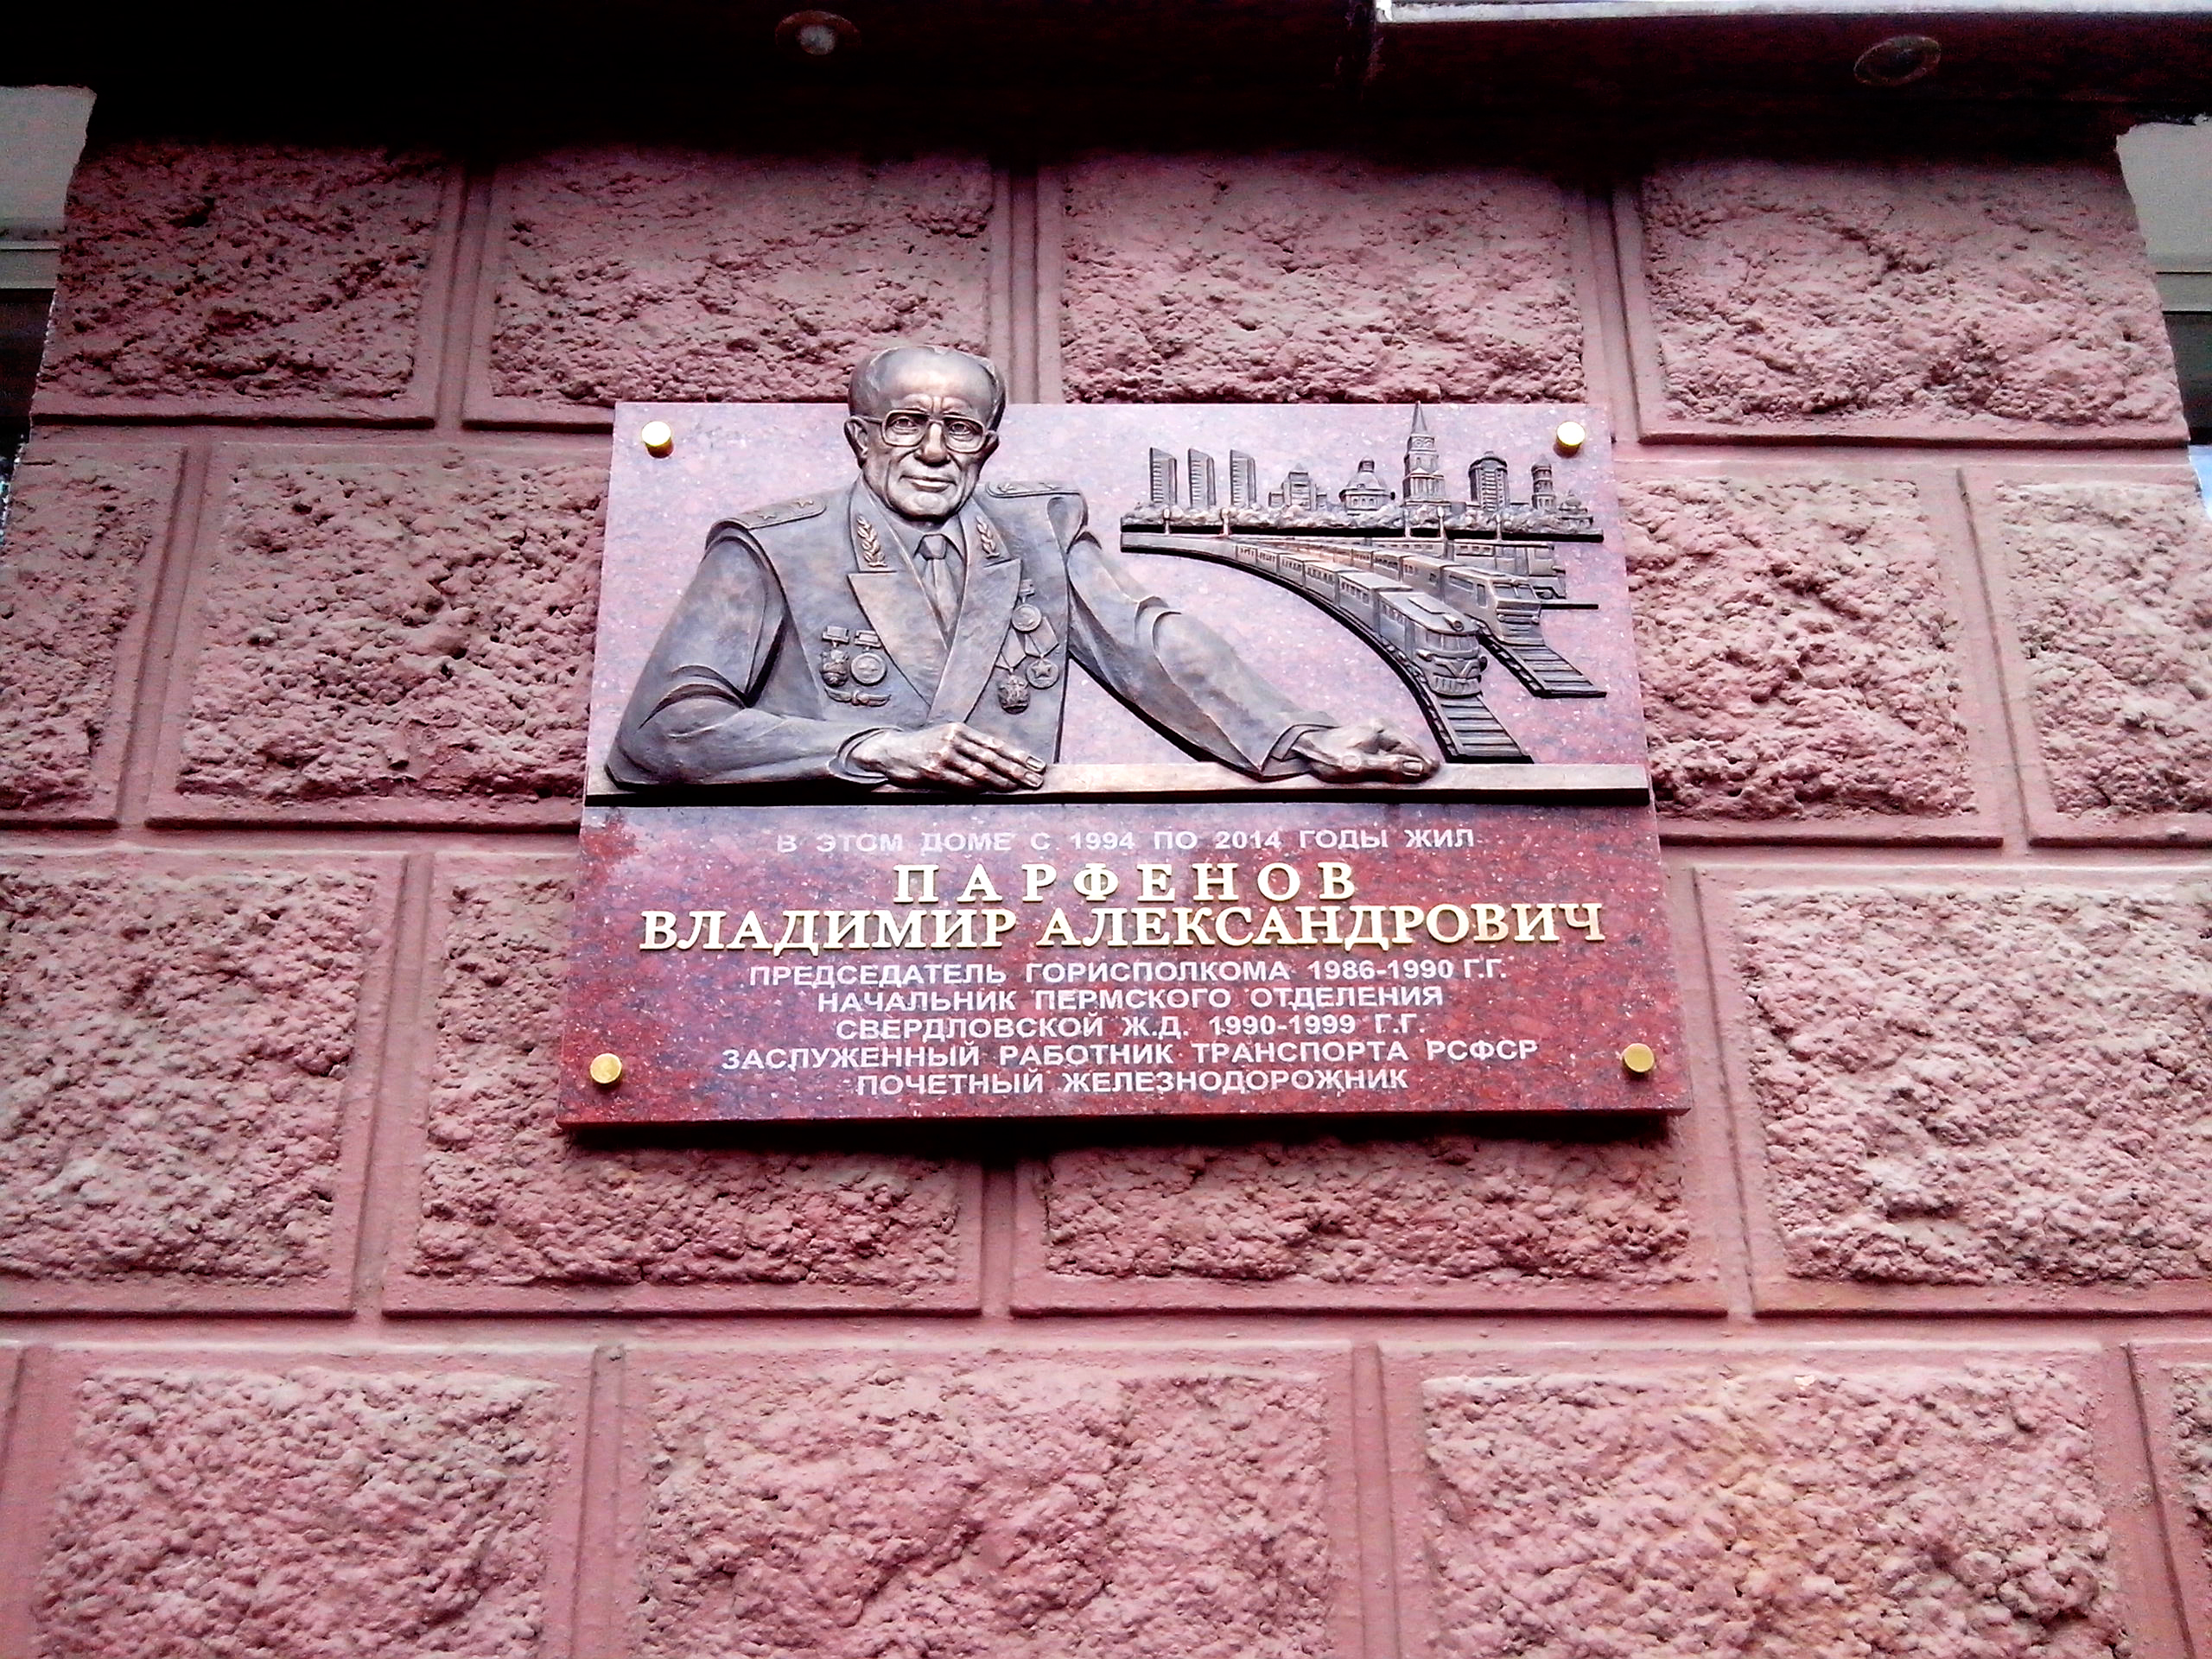 В ЭТОМ ДОМЕ С 1994 ПО 2014 ГОДЫ ЖИЛ
ПАРФЕНОВ
ВЛАДИМИР АЛЕКСАНДРОВИЧ
ПРЕДСЕДАТЕЛЬ ГОРИСПОЛКОМА 1986-1990 Г.Г.
НАЧАЛЬНИК ПЕРМСКОГО ОТДЕЛЕНИЯ
СВЕРДЛОВСКОЙ Ж.Д. 1990-1999 Г.Г.
ЗАСЛУЖЕННЫЙ РАБОТНИК ТРАНСПОРТА РСФСР
ПОЧЕТНЫЙ ЖЕЛЕЗНОДОРОЖНИК